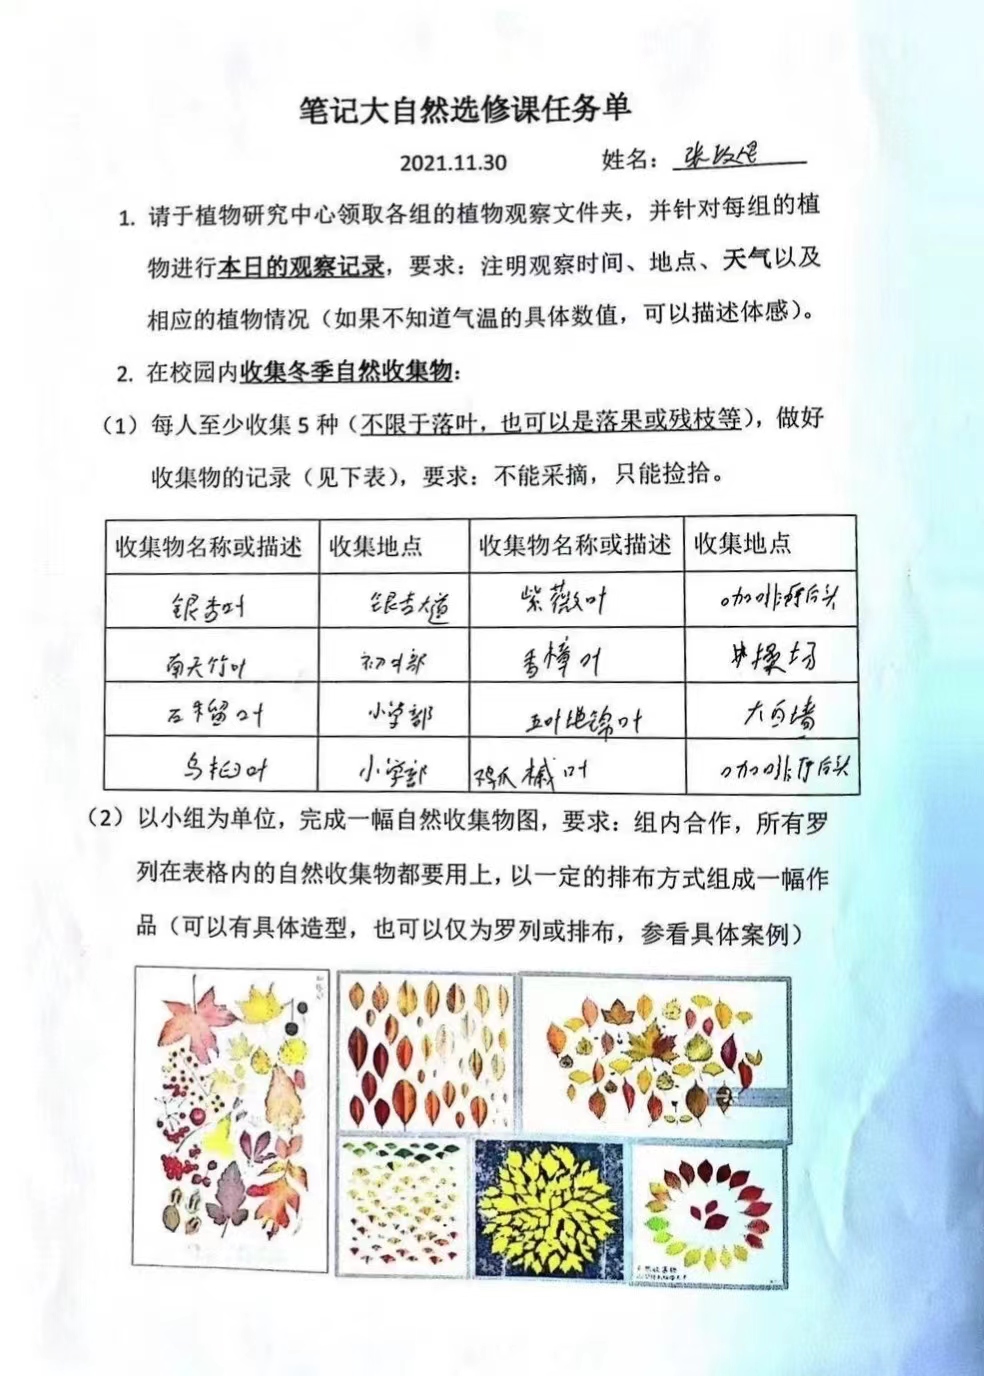 笔记大自然选修课任务单
2021.11.30 姓名：张
1. 请于植物研究中心领取各组的植物观察文件夹，并针对每组的植
物进行本日的观察记录，要求：注明观察时间、地点、天气以及
相应的植物情况（如果不知道气温的具体数值，可以描述体感）。
2. 在校园内收集冬季自然收集物：
（1）每人至少收集 5 种（不限于落叶，也可以是落果或残枝等），做好
收集物的记录（见下表），要求：不能采摘，只能捡拾。
收集物名称或描述 收集地点 收集物名称或描述 收集地点
银杏叶 银杏大道 紫薇叶 咖啡厅后头
南天竹叶 初中部 香樟叶 操场
石榴叶 小学部 五叶地锦叶 大白墙
乌桕叶 小学部 鸡爪槭叶 咖啡厅后头
（2）以小组为单位，完成一幅自然收集物图，要求：组内合作，所有罗
列在表格内的自然收集物都要用上，以一定的排布方式组成一幅作
品（可以有具体造型，也可以仅为罗列或排布，参看具体案例）